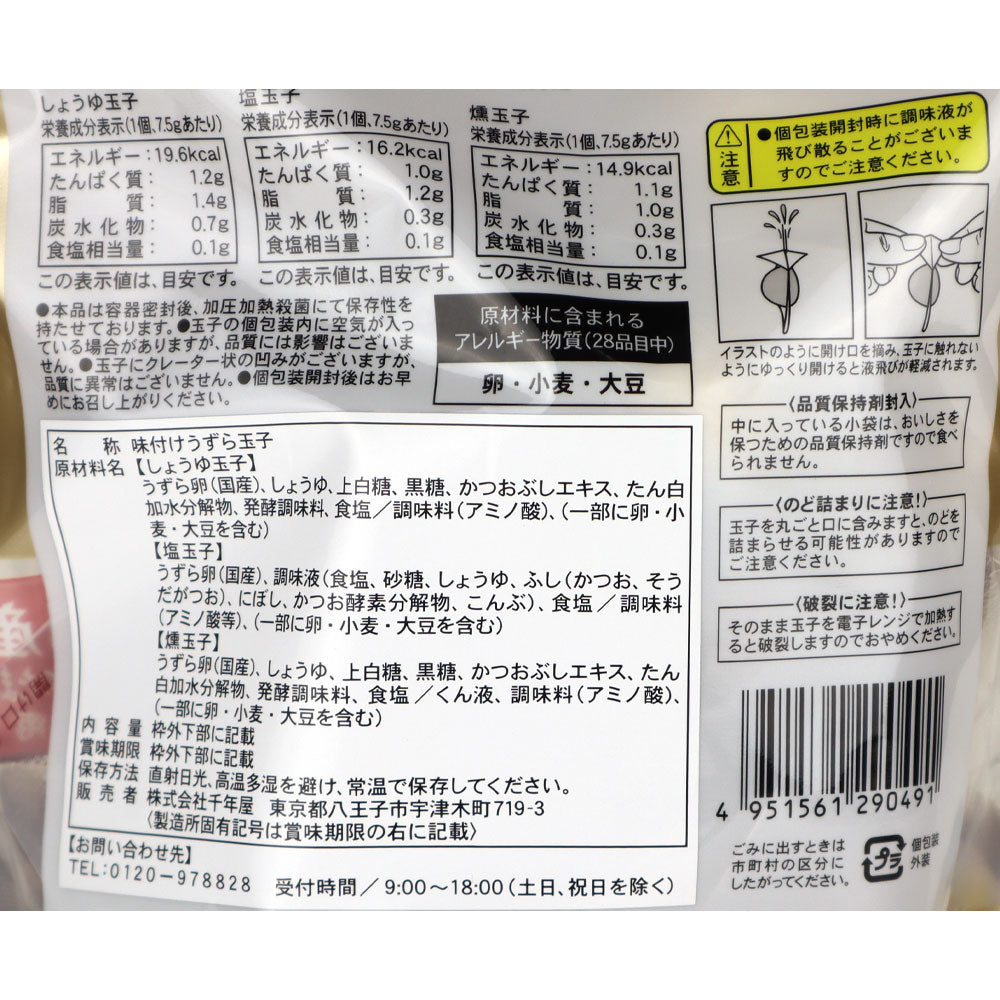 しょうゆ玉子
栄養成分表示(1個、7.5gあたり)
エネルギー：19.6kcal
たんぱく質： 1.2g
脂 質： 1.4g
炭水化物： 0.7g
食塩相当量： 0.1g
この表示値は、目安です。
塩玉子
栄養成分表示(1個、7.5gあたり)
エネルギー：16.2kcal
たんぱく質： 1.0g
脂 質： 1.2g
炭水化物： 0.3g
食塩相当量： 0.1g
この表示値は、目安です。
燻玉子
栄養成分表示(1個、7.5gあたり)
エネルギー：14.9kcal
たんぱく質： 1.1g
脂 質： 1.0g
炭水化物： 0.3g
食塩相当量： 0.1g
この表示値は、目安です。
注意
●個包装開封時に調味液が
飛び散ることがございま
すのでご注意ください。
イラストのように開け口を摘み、玉子に触れない
ようにゆっくり開けると液飛びが軽減されます。
●本品は容器密封後、加圧加熱殺菌にて保存性を
持たせております。●玉子の個包装内に空気が入っ
ている場合がありますが、品質には影響はございま
せん。●玉子にクレーター状の凹みがございますが、
品質に異常はございません。●個包装開封後はお早
めにお召し上がりください。
原材料に含まれる
アレルギー物質(28品目中)
卵・小麦・大豆
〈品質保持剤封入〉
中に入っている小袋は、おいしさを
保つための品質保持剤ですので食べ
られません。
〈のど詰まりに注意！〉
玉子を丸ごと口に含みますと、のどを
詰まらせる可能性がありますので
ご注意ください。
〈破裂に注意！〉
そのまま玉子を電子レンジで加熱す
ると破裂しますのでおやめください。
名 称 味付けうずら玉子
原材料名 【しょうゆ玉子】
うずら卵(国産)、しょうゆ、上白糖、黒糖、かつおぶしエキス、たん白
加水分解物、発酵調味料、食塩／調味料(アミノ酸)、(一部に卵・小
麦・大豆を含む)
【塩玉子】
うずら卵(国産)、調味液(食塩、砂糖、しょうゆ、ふし(かつお、そう
だがつお)、にぼし、かつお酵素分解物、こんぶ)、食塩／調味料
(アミノ酸等)、(一部に卵・小麦・大豆を含む)
【燻玉子】
うずら卵(国産)、しょうゆ、上白糖、黒糖、かつおぶしエキス、たん
白加水分解物、発酵調味料、食塩／くん液、調味料(アミノ酸)、
(一部に卵・小麦・大豆を含む)
内容量 枠外下部に記載
賞味期限 枠外下部に記載
保存方法 直射日光、高温多湿を避け、常温で保存してください。
販売者 株式会社千年屋 東京都八王子市宇津木町719-3
〈製造所固有記号は賞味期限の右に記載〉
【お問い合わせ先】
TEL:0120-978828 受付時間／9:00～18:00(土日、祝日を除く)
4 951561 290491
ごみに出すときは
市町村の区分に
したがってください。
プラ
個包装
外装
開け口